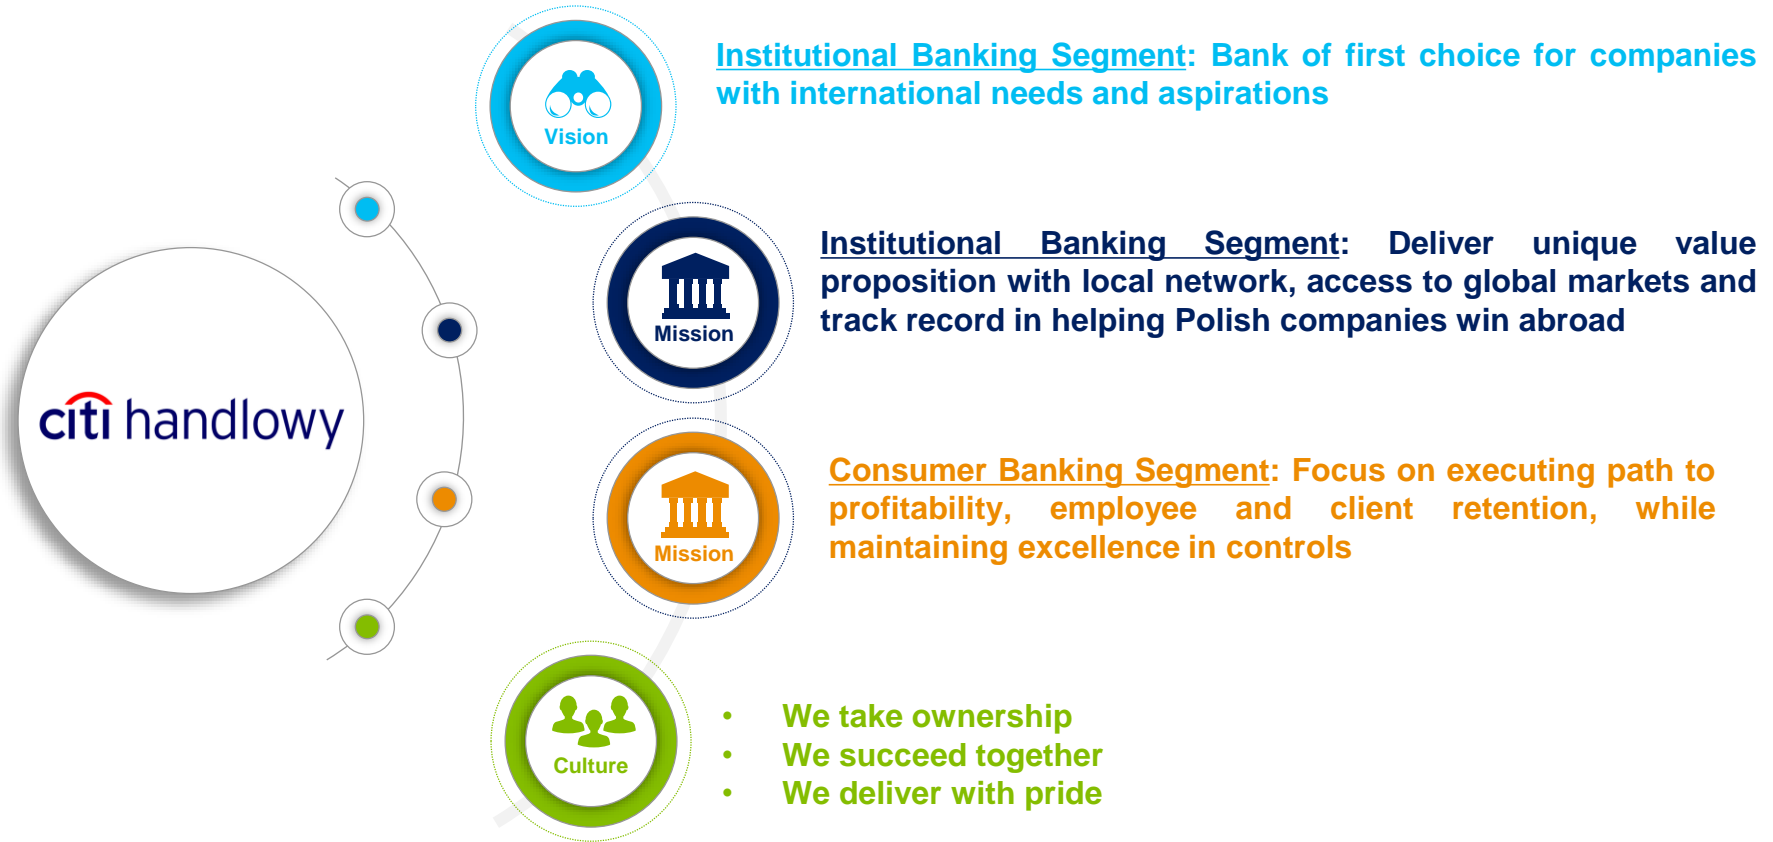 citi handlowy
Vision
Institutional Banking Segment: Bank of first choice for companies
with international needs and aspirations
Mission
Institutional Banking Segment: Deliver unique value
proposition with local network, access to global markets and
track record in helping Polish companies win abroad
Mission
Consumer Banking Segment: Focus on executing path to
profitability, employee and client retention, while
maintaining excellence in controls
Culture
• We take ownership
• We succeed together
• We deliver with pride